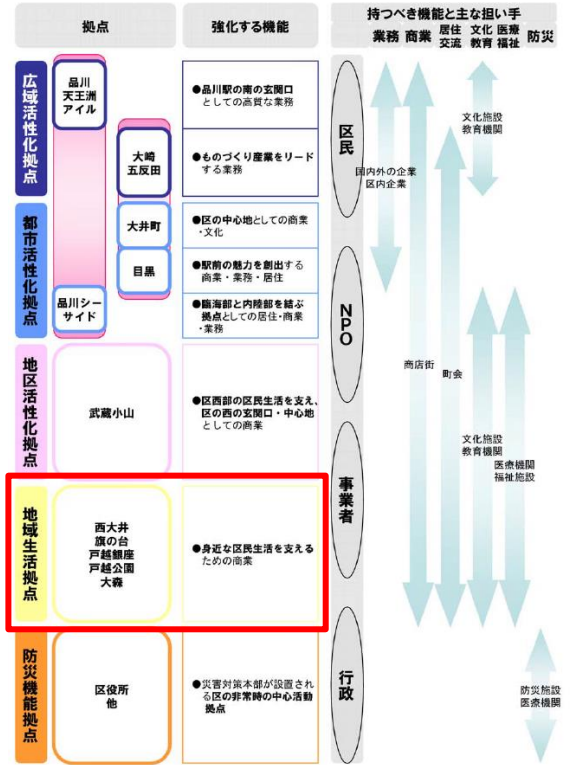 拠点
強化する機能
持つべき機能と主な担い手
業務 商業 居住交流 文化教育 医療福祉 防災
広域活性化拠点
品川
天王洲
アイル
●品川駅の南の玄関口
としての高質な業務
大崎
五反田
●ものづくり産業をリード
する業務
都市活性化拠点
大井町
●区の中心地としての商業
・文化
目黒
●駅前の魅力を創出する
商業・業務・居住
品川シー
サイド
●臨海部と内陸部を結ぶ
拠点としての居住・商業
・業務
地区活性化拠点
武蔵小山
●区西部の区民生活を支え、
区の西の玄関口・中心地
としての商業
地域生活拠点
西大井
旗の台
戸越銀座
戸越公園
大森
●身近な区民生活を支える
ための商業
防災機能拠点
区役所
他
●災害対策本部が設置され
る区の非常時の中心活動
拠点
区民
NPO
事業者
行政
国内外の企業
区内企業
文化施設
教育機関
商店街
町会
文化施設
教育機関
医療機関
福祉施設
防災施設
医療機関